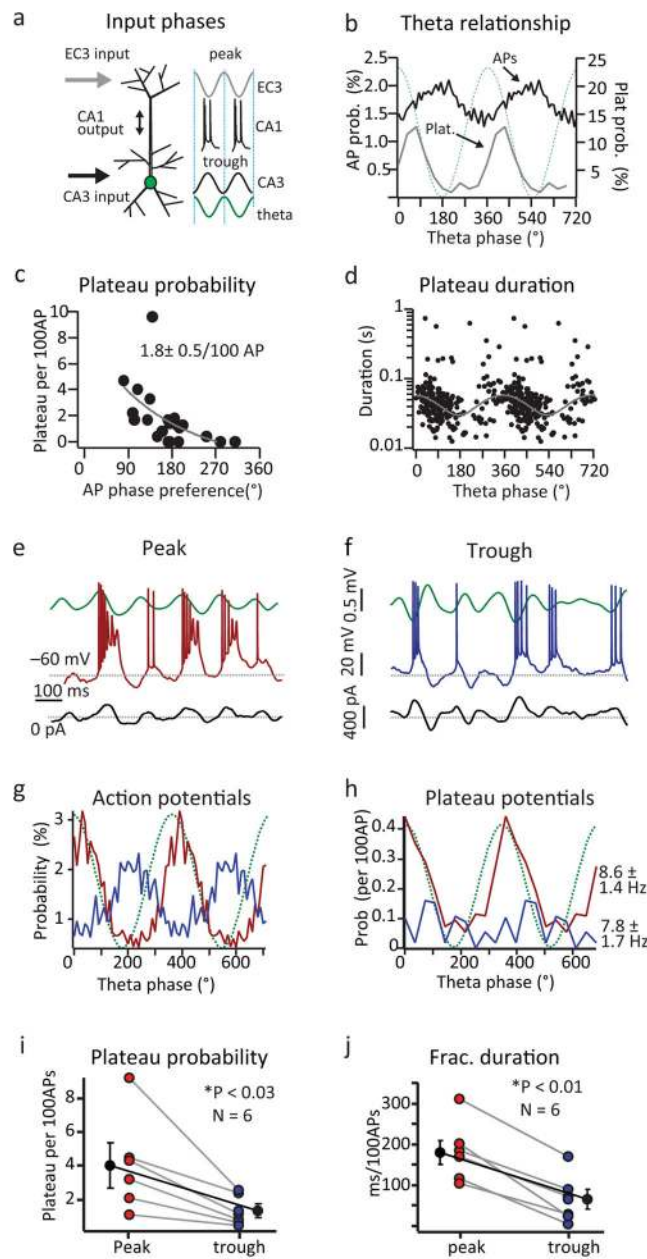 a
Input phases
EC3 input
CA1
output
CA3 input
peak
EC3
CA1
trough
CA3
theta
b
Theta relationship
AP prob. (%)
2.5
2.0
1.5
1.0
0.5
APs
Plat.
25
20
15
10
5
Plat prob. (%)
0 180 360 540 720
Theta phase (°)
c
Plateau probability
Plateau per 100AP
10
8
6
4
2
0
1.8± 0.5/100 AP
0 90 180 270 360
AP phase preference(°)
d
Plateau duration
Duration (s)
1
0.1
0.01
0 180 360 540 720
Theta phase (°)
e
Peak
−60 mV
100 ms
0 pA
f
Trough
0.5 mV
20 mV
400 pA
g
Action potentials
Probability (%)
3
2
1
0 200 400 600
Theta phase (°)
h
Plateau potentials
Prob (per 100AP)
0.4
0.3
0.2
0.1
0
8.6 ±
1.4 Hz
7.8 ±
1.7 Hz
0 200 400 600
Theta phase (°)
i
Plateau probability
Plateau per 100APs
8
6
4
2
*P < 0.03
N = 6
Peak trough
j
Frac. duration
ms/100APs
300
200
100
*P < 0.01
N = 6
peak trough